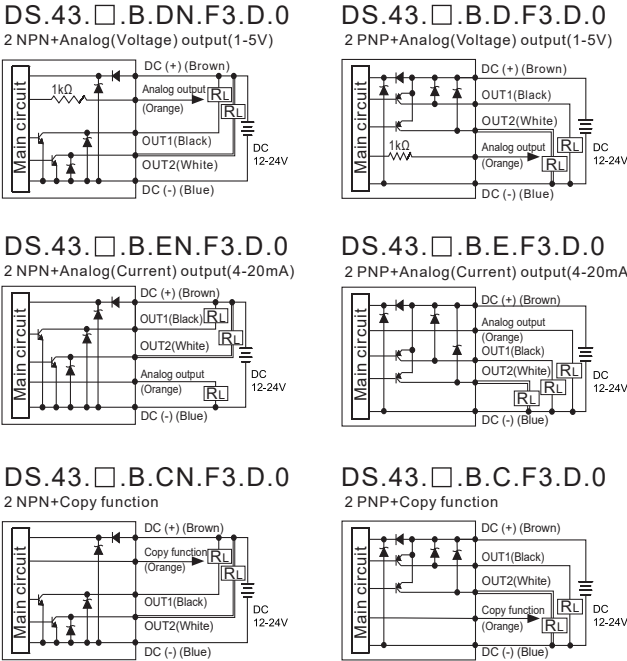 DS.43.□.B.DN.F3.D.0
2 NPN+Analog(Voltage) output(1-5V)
DC (+) (Brown)
1kΩ
Analog output
(Orange)
RL
RL
Main circuit
OUT1(Black)
OUT2(White)
DC
12-24V
DC (-) (Blue)
DS.43.□.B.D.F3.D.0
2 PNP+Analog(Voltage) output(1-5V)
DC (+) (Brown)
OUT1(Black)
OUT2(White)
Main circuit
1kΩ
Analog output
(Orange)
RL
RL
DC
12-24V
DC (-) (Blue)
DS.43.□.B.EN.F3.D.0
2 NPN+Analog(Current) output(4-20mA)
DC (+) (Brown)
OUT1(Black)
RL
OUT2(White)
RL
Main circuit
Analog output
(Orange)
RL
DC
12-24V
DC (-) (Blue)
DS.43.□.B.E.F3.D.0
2 PNP+Analog(Current) output(4-20mA
DC (+) (Brown)
Analog output
(Orange)
OUT1(Black)
OUT2(White)
Main circuit
RL
RL
RL
DC
12-24V
DC (-) (Blue)
DS.43.□.B.CN.F3.D.0
2 NPN+Copy function
DC (+) (Brown)
Copy function
(Orange)
RL
RL
Main circuit
OUT1(Black)
OUT2(White)
DC
12-24V
DC (-) (Blue)
DS.43.□.B.C.F3.D.0
2 PNP+Copy function
DC (+) (Brown)
OUT1(Black)
OUT2(White)
Main circuit
Copy function
(Orange)
RL
RL
DC
12-24V
DC (-) (Blue)